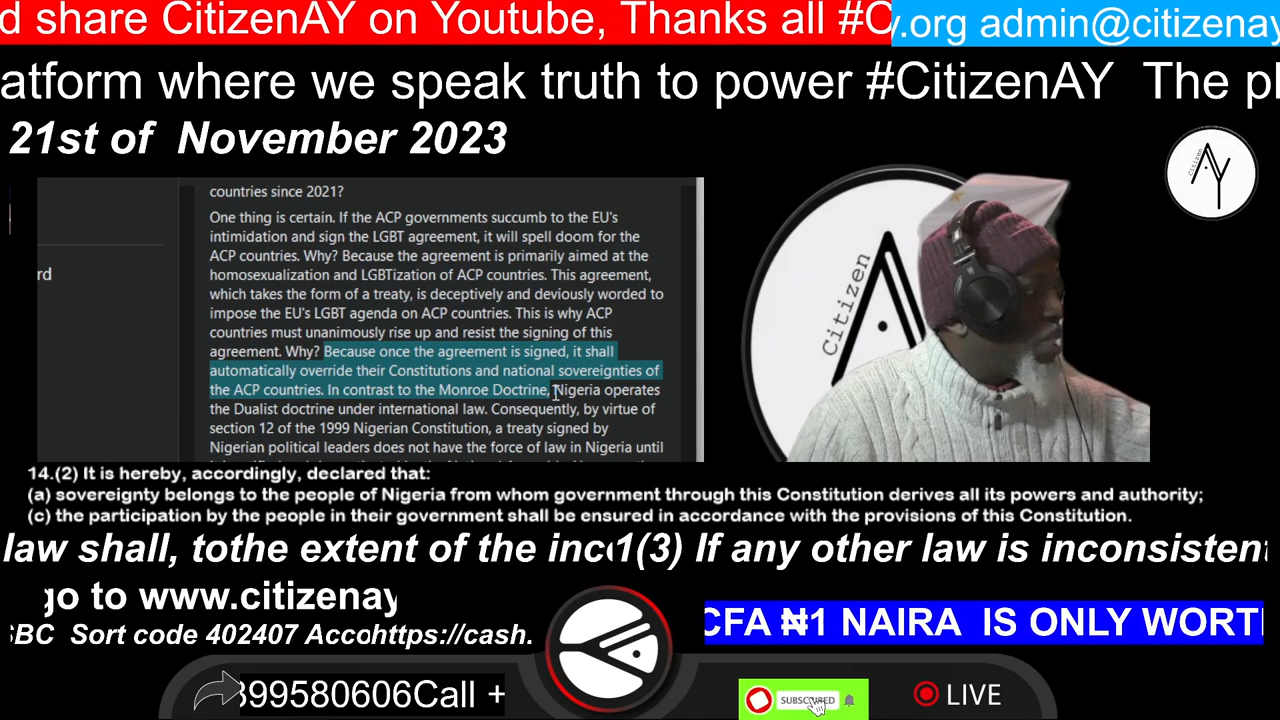 d share CitizenAY on Youtube, Thanks all #C
y.org admin@citizenay
atform where we speak truth to power #CitizenAY The pl
21st of November 2023
Citizen
AY
countries since 2021?
One thing is certain. If the ACP governments succumb to the EU's
intimidation and sign the LGBT agreement, it will spell doom for the
ACP countries. Why? Because the agreement is primarily aimed at the
homosexualization and LGBTization of ACP countries. This agreement,
which takes the form of a treaty, is deceptively and deviously worded to
impose the EU's LGBT agenda on ACP countries. This is why ACP
countries must unanimously rise up and resist the signing of this
agreement. Why? Because once the agreement is signed, it shall
automatically override their Constitutions and national sovereignties of
the ACP countries. In contrast to the Monroe Doctrine, Nigeria operates
the Dualist doctrine under international law. Consequently, by virtue of
section 12 of the 1999 Nigerian Constitution, a treaty signed by
Nigerian political leaders does not have the force of law in Nigeria until
rd
Citizen
14.(2) It is hereby, accordingly, declared that:
(a) sovereignty belongs to the people of Nigeria from whom government through this Constitution derives all its powers and authority;
(c) the participation by the people in their government shall be ensured in accordance with the provisions of this Constitution.
law shall, tothe extent of the inc
1(3) If any other law is inconsistent
go to www.citizenay
SBC Sort code 402407 Accohttps://cash.
CFA ₦1 NAIRA IS ONLY WORT
399580606Call +
SUBSCRIBED
LIVE